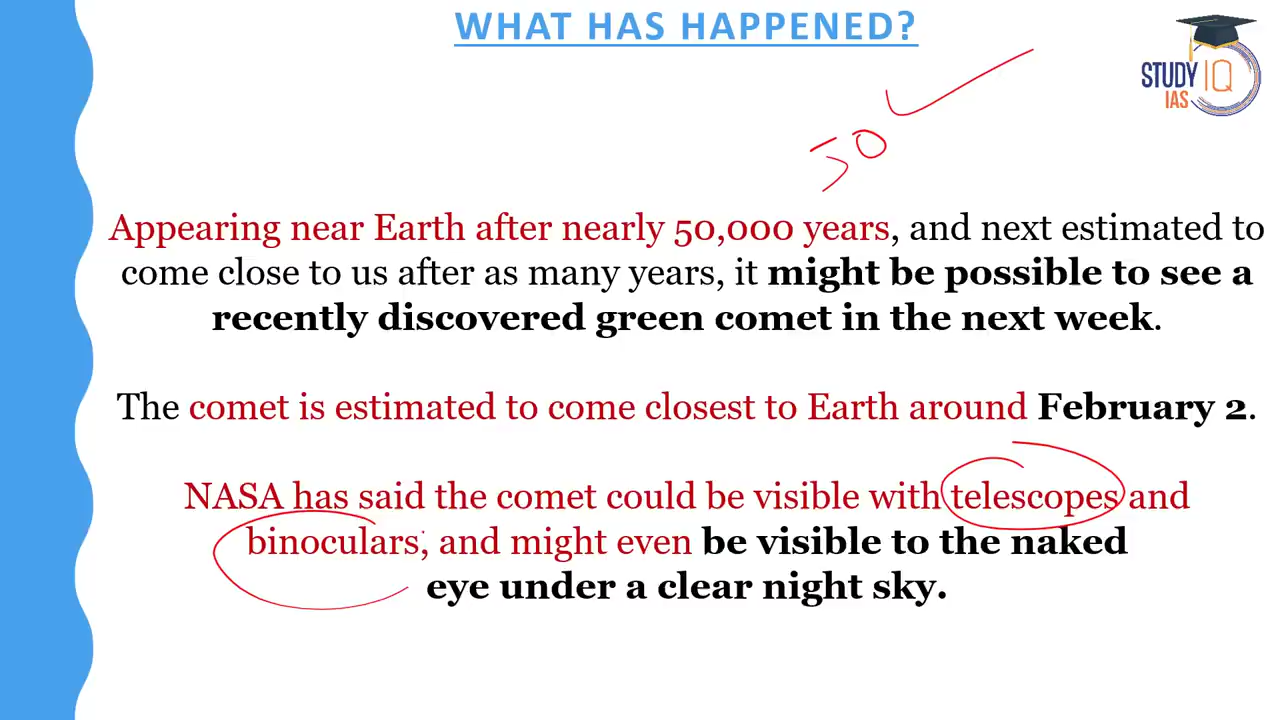 WHAT HAS HAPPENED?
STUDY IQ
IAS
50
Appearing near Earth after nearly 50,000 years, and next estimated to
come close to us after as many years, it might be possible to see a
recently discovered green comet in the next week.
The comet is estimated to come closest to Earth around February 2.
NASA has said the comet could be visible with telescopes and
binoculars, and might even be visible to the naked
eye under a clear night sky.